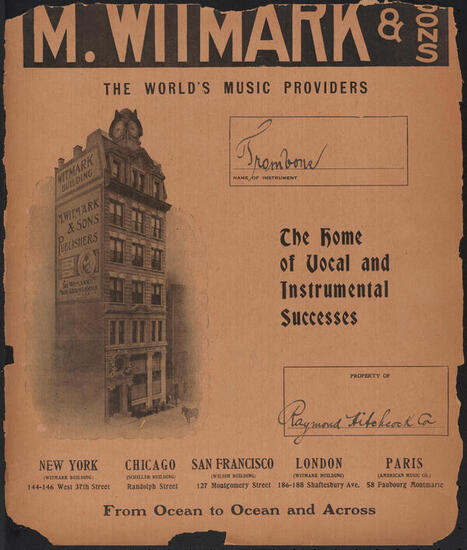 M. WITMARK & SONS
THE WORLD'S MUSIC PROVIDERS
Trombone
NAME OF INSTRUMENT
WITMARK
BUILDING
M. WITMARK
& SONS
PUBLISHERS
The Home
of Vocal and
Instrumental
Successes
PROPERTY OF
Raymond Hitchcock Co
NEW YORK
(WITMARK BUILDING)
144-146 West 37th Street
CHICAGO
(SCHILLER BUILDING)
Randolph Street
SAN FRANCISCO
(WILSON BUILDING)
127 Montgomery Street
LONDON
(WITMARK BUILDING)
186-188 Shaftesbury Ave.
PARIS
(AMERICAN MUSIC CO.)
58 Faubourg Montmarte
From Ocean to Ocean and Across